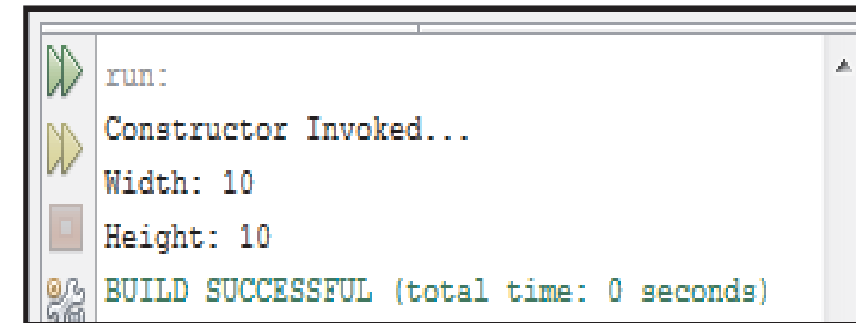 run:
Constructor Invoked...
Width: 10
Height: 10
BUILD SUCCESSFUL (total time: 0 seconds)